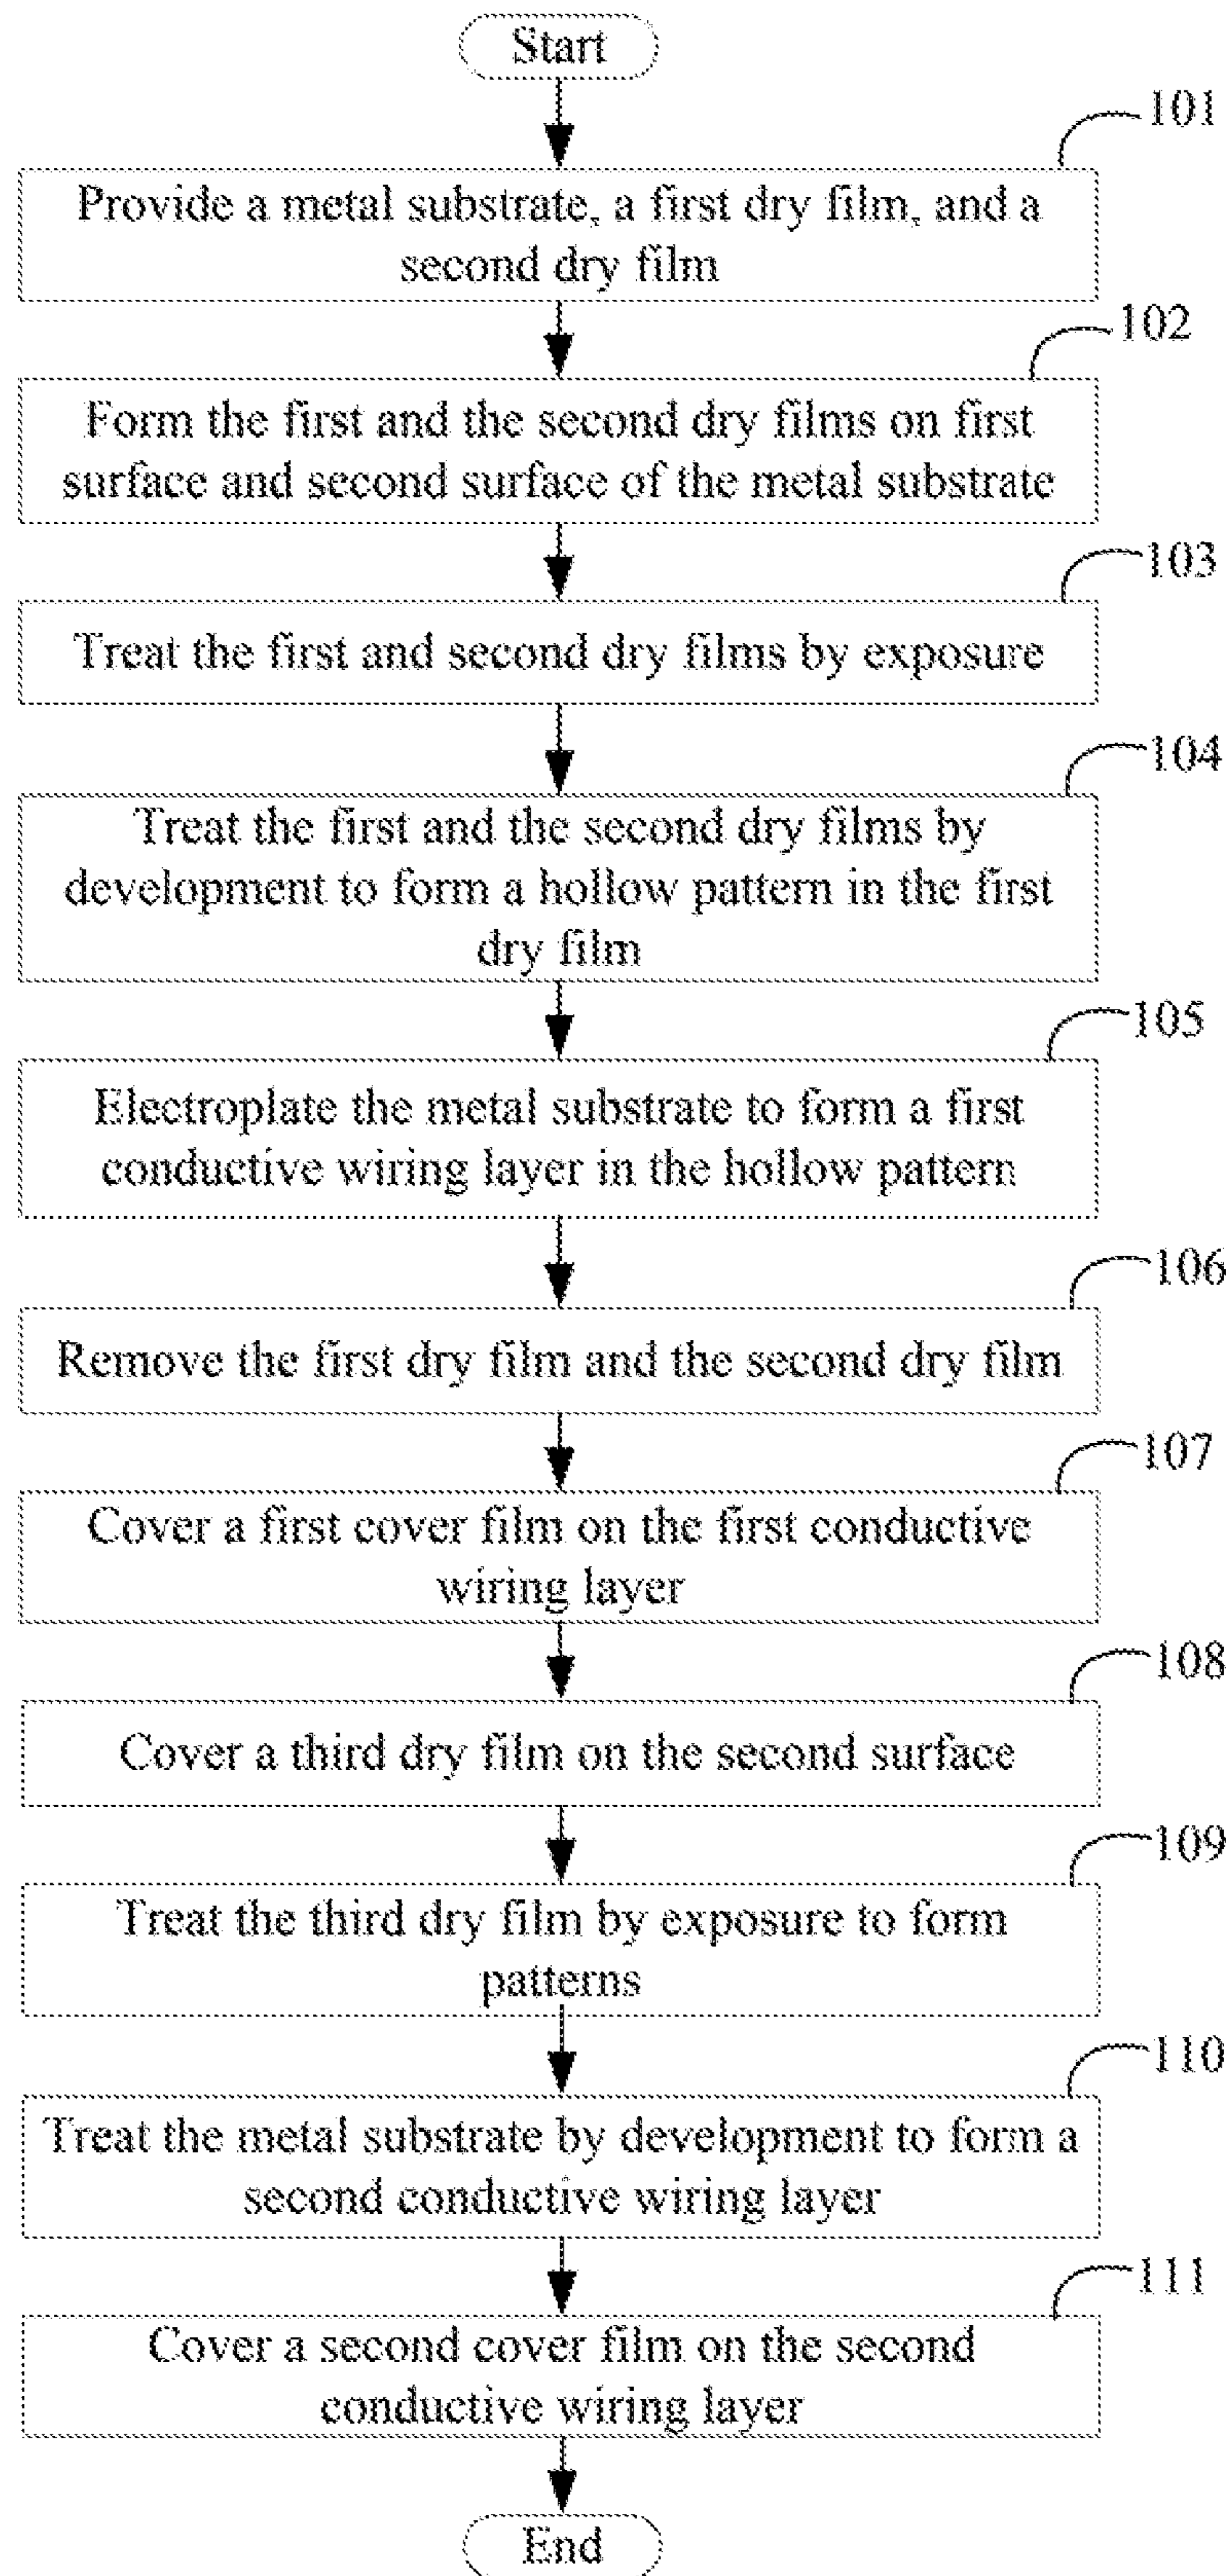 Start
101
Provide a metal substrate, a first dry film, and a
second dry film
102
Form the first and the second dry films on first
surface and second surface of the metal substrate
103
Treat the first and second dry films by exposure
104
Treat the first and the second dry films by
development to form a hollow pattern in the first
dry film
105
Electroplate the metal substrate to form a first
conductive wiring layer in the hollow pattern
106
Remove the first dry film and the second dry film
107
Cover a first cover film on the first conductive
wiring layer
108
Cover a third dry film on the second surface
109
Treat the third dry film by exposure to form
patterns
110
Treat the metal substrate by development to form a
second conductive wiring layer
111
Cover a second cover film on the second
conductive wiring layer
End